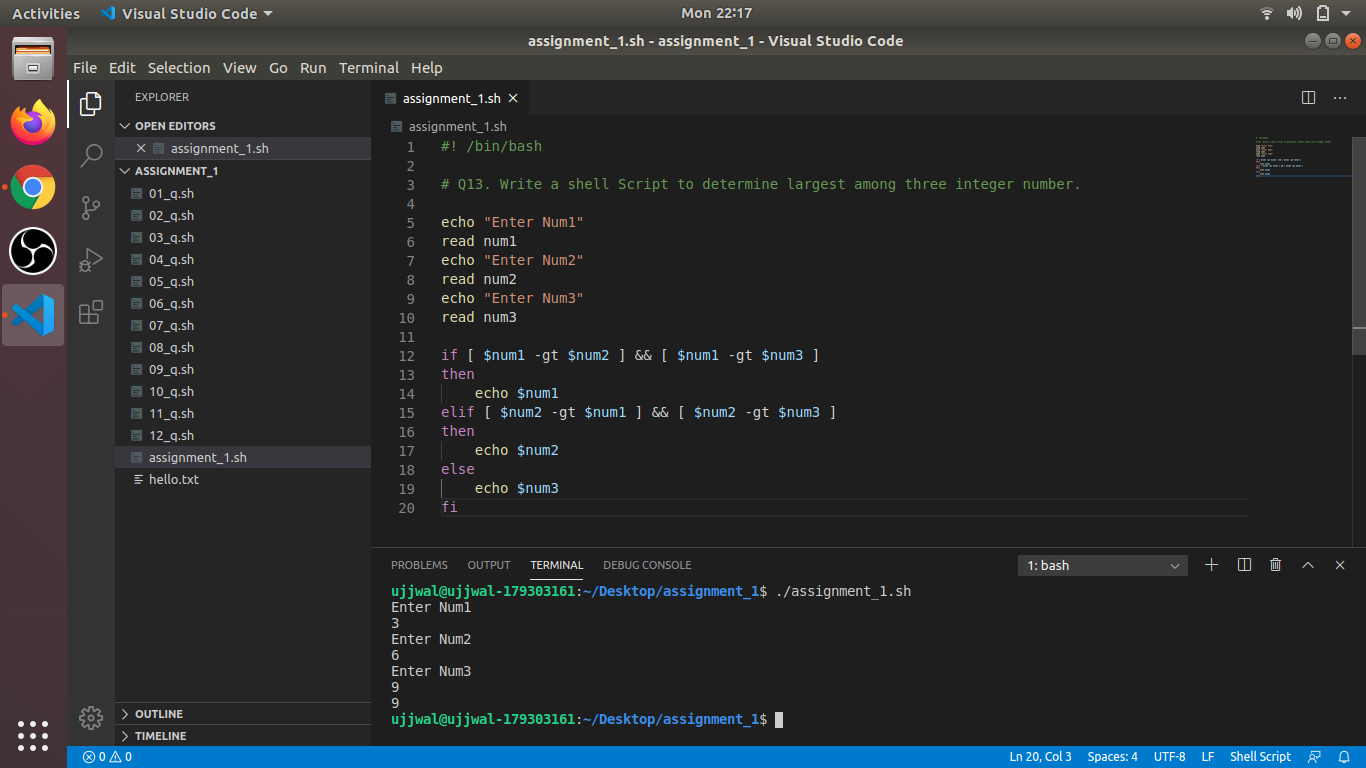 Activities Visual Studio Code Mon 22:17
assignment_1.sh - assignment_1 - Visual Studio Code
File Edit Selection View Go Run Terminal Help
EXPLORER
OPEN EDITORS
assignment_1.sh
ASSIGNMENT_1
01_q.sh
02_q.sh
03_q.sh
04_q.sh
05_q.sh
06_q.sh
07_q.sh
08_q.sh
09_q.sh
10_q.sh
11_q.sh
12_q.sh
assignment_1.sh
hello.txt
OUTLINE
TIMELINE
assignment_1.sh
assignment_1.sh
1 #! /bin/bash
2
3 # Q13. Write a shell Script to determine largest among three integer number.
4
5 echo "Enter Num1"
6 read num1
7 echo "Enter Num2"
8 read num2
9 echo "Enter Num3"
10 read num3
11
12 if [ $num1 -gt $num2 ] && [ $num1 -gt $num3 ]
13 then
14     echo $num1
15 elif [ $num2 -gt $num1 ] && [ $num2 -gt $num3 ]
16 then
17     echo $num2
18 else
19     echo $num3
20 fi
PROBLEMS OUTPUT TERMINAL DEBUG CONSOLE 1: bash
ujjwal@ujjwal-179303161:~/Desktop/assignment_1$ ./assignment_1.sh
Enter Num1
3
Enter Num2
6
Enter Num3
9
9
ujjwal@ujjwal-179303161:~/Desktop/assignment_1$
0 0 Ln 20, Col 3 Spaces: 4 UTF-8 LF Shell Script